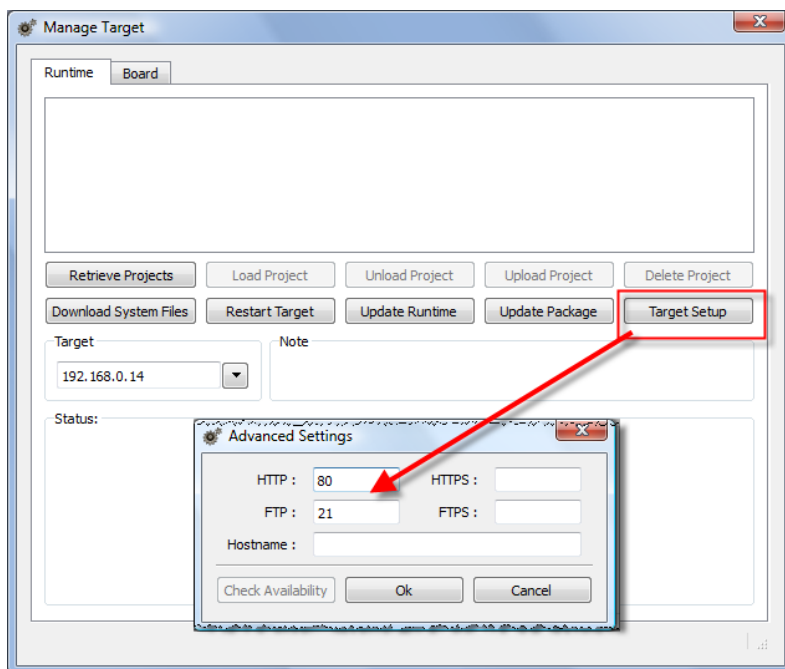 Manage Target
Runtime Board
Retrieve Projects Load Project Unload Project Upload Project Delete Project
Download System Files Restart Target Update Runtime Update Package Target Setup
Target Note
192.168.0.14
Status:
Advanced Settings
HTTP : 80 HTTPS :
FTP : 21 FTPS :
Hostname :
Check Availability Ok Cancel